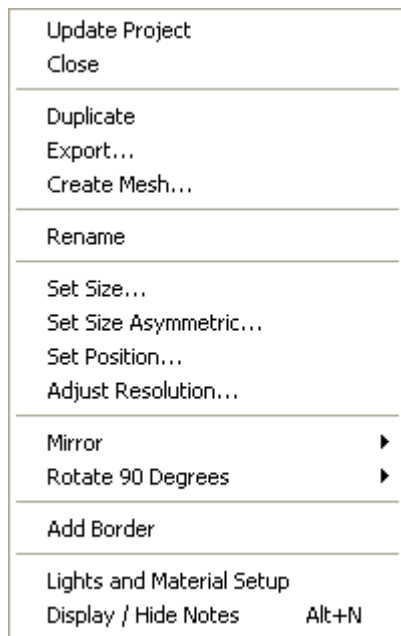 Update Project
Close
Duplicate
Export...
Create Mesh...
Rename
Set Size...
Set Size Asymmetric...
Set Position...
Adjust Resolution...
Mirror
Rotate 90 Degrees
Add Border
Lights and Material Setup
Display / Hide Notes Alt+N